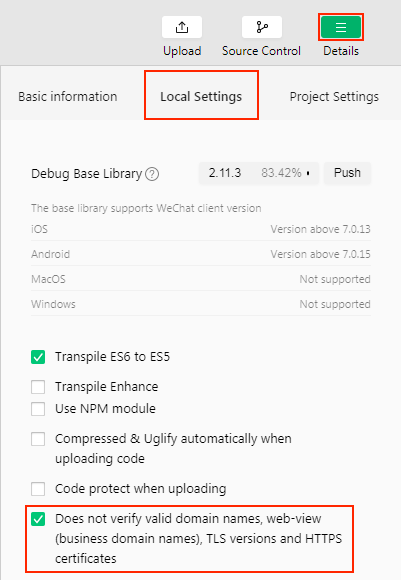 Upload Source Control Details
Basic information Local Settings Project Settings
Debug Base Library ? 2.11.3 83.42% Push
The base library supports WeChat client version
iOS Version above 7.0.13
Android Version above 7.0.15
MacOS Not supported
Windows Not supported
Transpile ES6 to ES5
Transpile Enhance
Use NPM module
Compressed & Uglify automatically when
uploading code
Code protect when uploading
Does not verify valid domain names, web-view
(business domain names), TLS versions and HTTPS
certificates